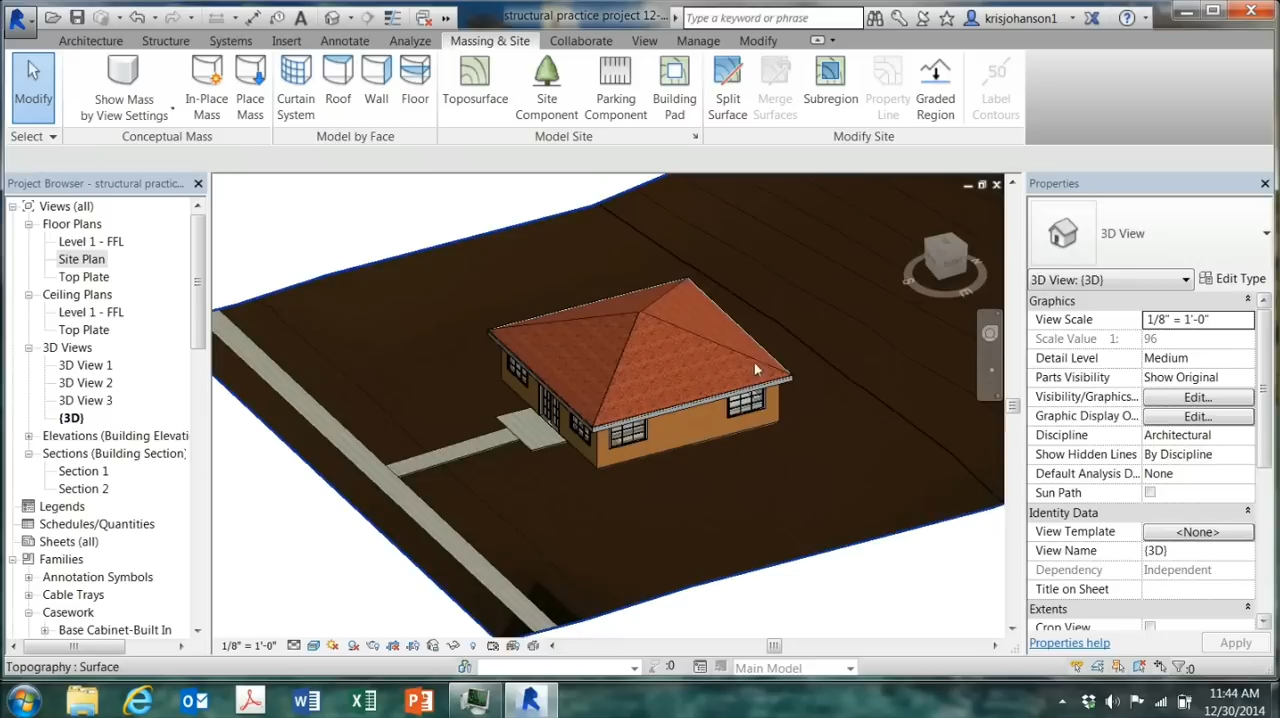 structural practice project 12-...
Type a keyword or phrase
krisjohanson1
Architecture Structure Systems Insert Annotate Analyze Massing & Site Collaborate View Manage Modify
Modify
Show Mass
by View Settings
In-Place
Mass
Place
Mass
Curtain
System
Roof
Wall
Floor
Toposurface
Site
Component
Parking
Component
Building
Pad
Split
Surface
Merge
Surfaces
Subregion
Property
Line
Graded
Region
50
Label
Contours
Select
Conceptual Mass
Model by Face
Model Site
Modify Site
Project Browser - structural practic...
Views (all)
Floor Plans
Level 1 - FFL
Site Plan
Top Plate
Ceiling Plans
Level 1 - FFL
Top Plate
3D Views
3D View 1
3D View 2
3D View 3
{3D}
Elevations (Building Elevati
Sections (Building Section)
Section 1
Section 2
Legends
Schedules/Quantities
Sheets (all)
Families
Annotation Symbols
Cable Trays
Casework
Base Cabinet-Built In
Properties
3D View
3D View: {3D}
Edit Type
Graphics
View Scale 1/8" = 1'-0"
Scale Value 1: 96
Detail Level Medium
Parts Visibility Show Original
Visibility/Graphics... Edit...
Graphic Display O... Edit...
Discipline Architectural
Show Hidden Lines By Discipline
Default Analysis D... None
Sun Path
Identity Data
View Template <None>
View Name {3D}
Dependency Independent
Title on Sheet
Extents
Crop View
Properties help
Apply
1/8" = 1'-0"
Topography : Surface
:0
Main Model
:0
11:44 AM
12/30/2014